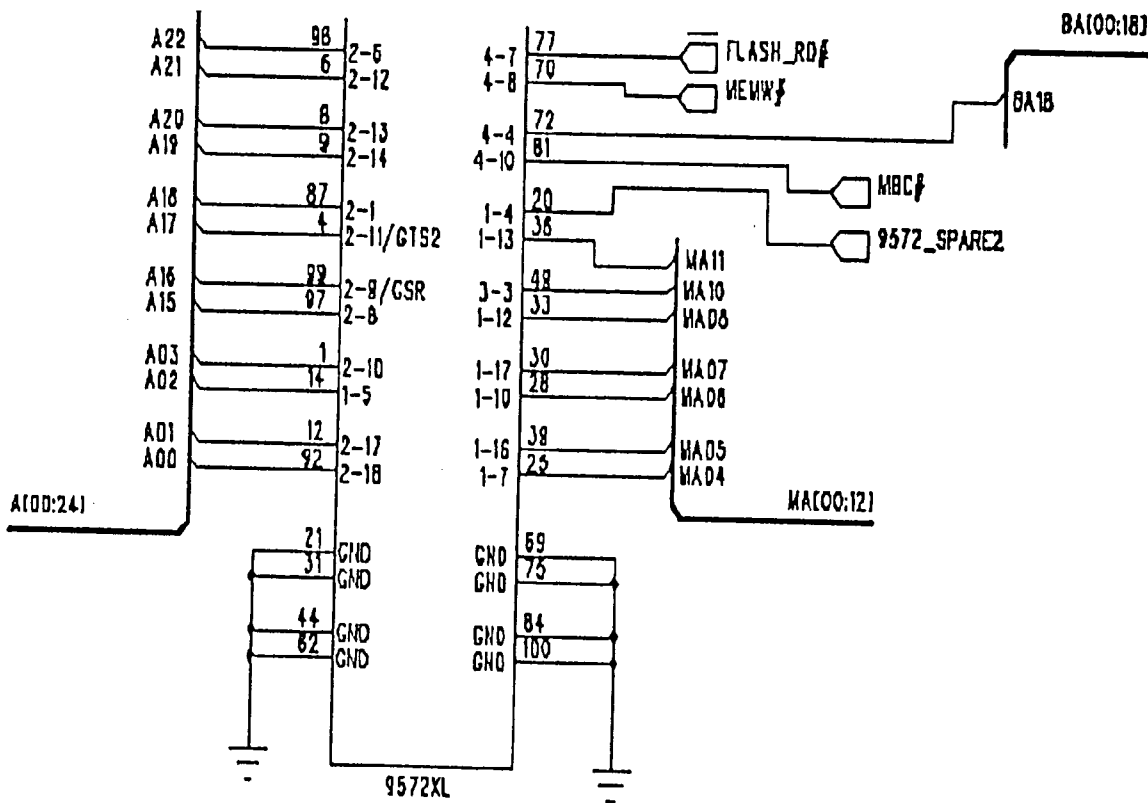 BA[00:18]
A22 98 2-6
A21 6 2-12
A20 8 2-13
A19 9 2-14
A18 87 2-1
A17 4 2-11/GTS2
A16 99 2-9/GSR
A15 97 2-8
A03 1 2-10
A02 14 1-5
A01 12 2-17
A00 92 2-18
A[00:24]
21 GND
31 GND
44 GND
62 GND
4-7 77 FLASH_RD#
4-8 70 MEMW#
4-4 72 BA18
4-10 81 MBC#
1-4 20 9572_SPARE2
1-13 36 MA11
3-3 49 MA10
1-12 33 MA08
1-17 30 MA07
1-10 28 MA06
1-16 39 MA05
1-7 25 MA04
MA[00:12]
GND 69
GND 75
GND 84
GND 100
9572XL